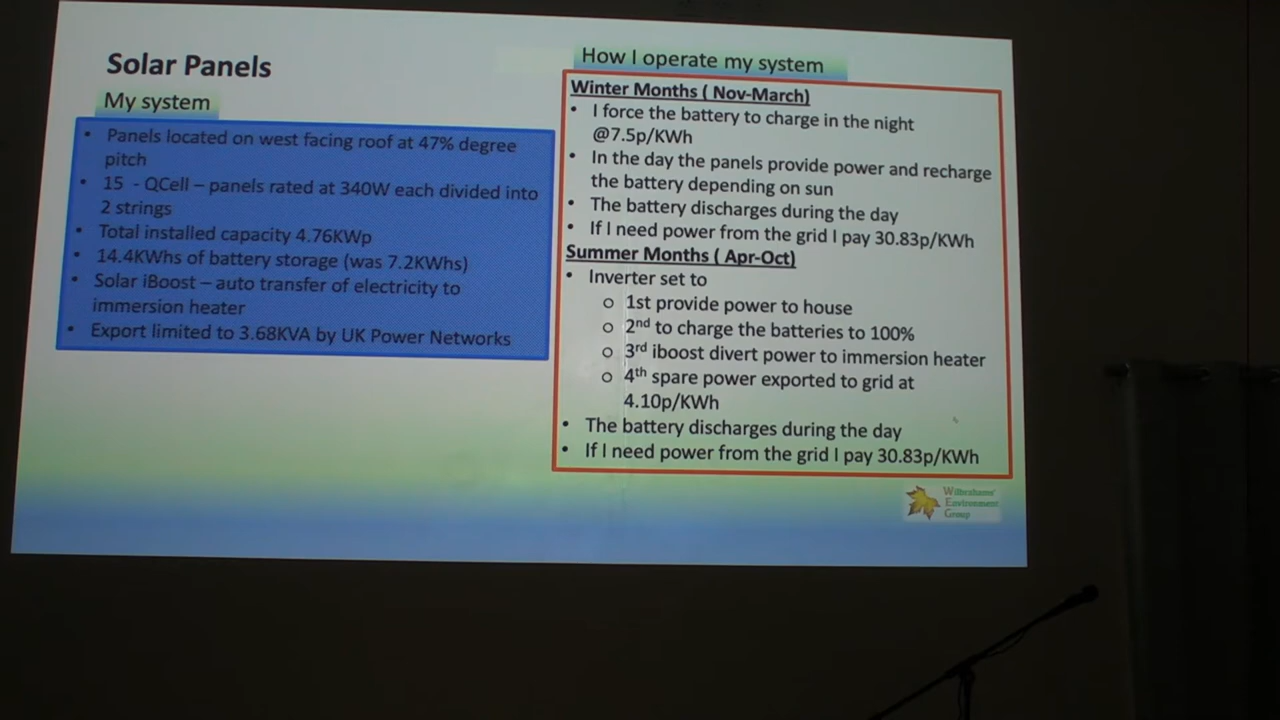 Solar Panels
My system
• Panels located on west facing roof at 47% degree
pitch
• 15 - QCell – panels rated at 340W each divided into
2 strings
• Total installed capacity 4.76KWp
• 14.4KWhs of battery storage (was 7.2KWhs)
• Solar iBoost – auto transfer of electricity to
immersion heater
• Export limited to 3.68KVA by UK Power Networks
How I operate my system
Winter Months ( Nov-March)
• I force the battery to charge in the night
@7.5p/KWh
• In the day the panels provide power and recharge
the battery depending on sun
• The battery discharges during the day
• If I need power from the grid I pay 30.83p/KWh
Summer Months ( Apr-Oct)
• Inverter set to
o 1st provide power to house
o 2nd to charge the batteries to 100%
o 3rd iboost divert power to immersion heater
o 4th spare power exported to grid at
4.10p/KWh
• The battery discharges during the day
• If I need power from the grid I pay 30.83p/KWh
Wilbrahams'
Environment
Group